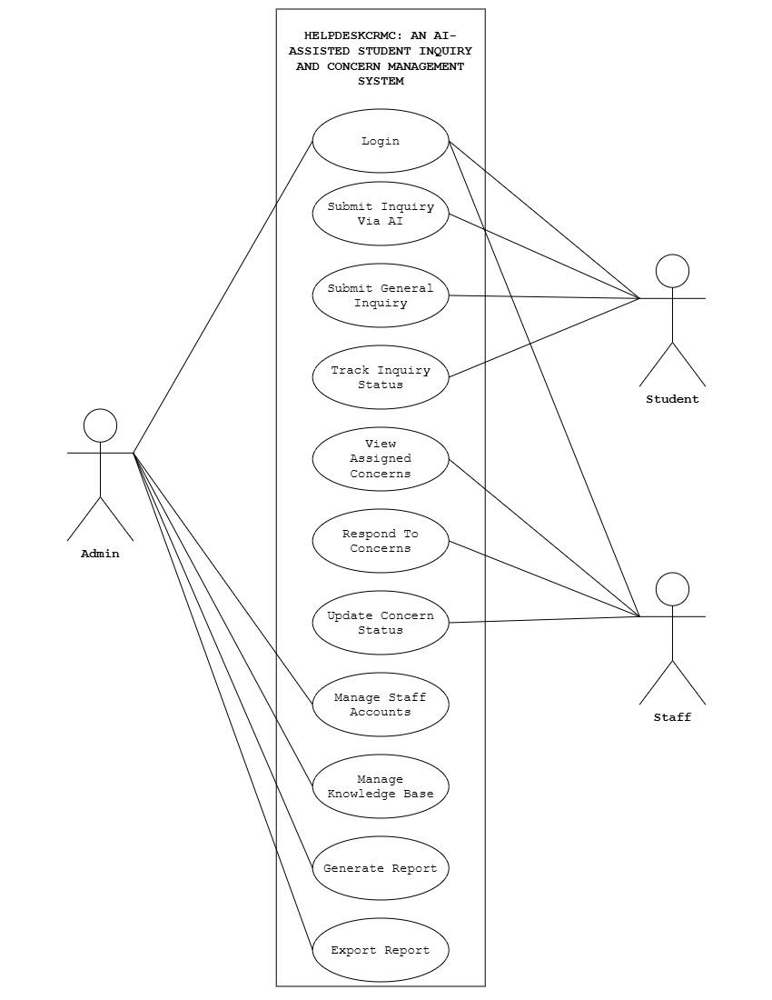 HELPDESKCRMC: AN AI-
ASSISTED STUDENT INQUIRY
AND CONCERN MANAGEMENT
SYSTEM
Login
Submit Inquiry
Via AI
Submit General
Inquiry
Track Inquiry
Status
Student
View
Assigned
Concerns
Respond To
Concerns
Admin
Update Concern
Status
Manage Staff
Accounts
Staff
Manage
Knowledge Base
Generate Report
Export Report